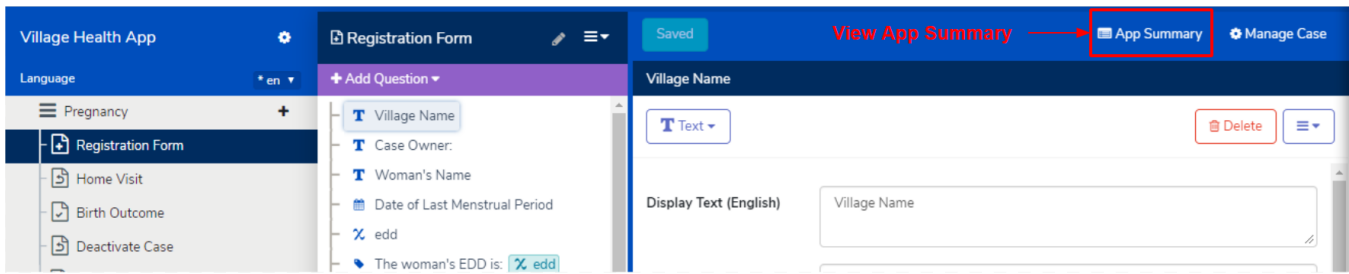 Village Health App
Language
* en ▼
Pregnancy
Registration Form
Home Visit
Birth Outcome
Deactivate Case
Registration Form
Add Question
Village Name
Case Owner:
Woman's Name
Date of Last Menstrual Period
edd
The woman's EDD is: edd
Saved
View App Summary
App Summary
Manage Case
Village Name
Text
Delete
Display Text (English)
Village Name